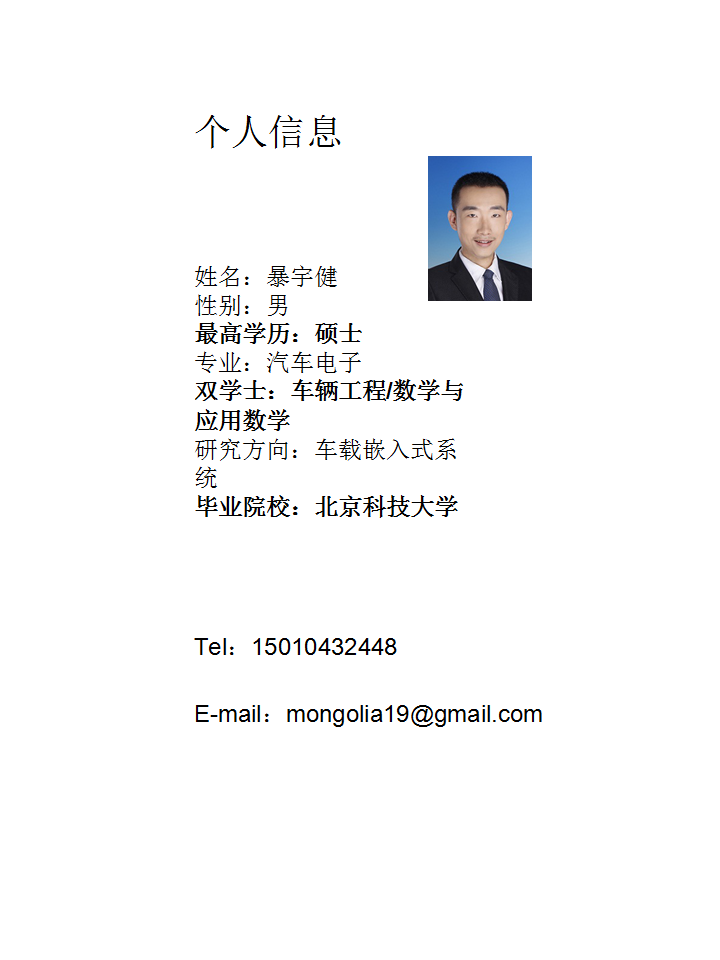 个人信息
姓名：暴宇健
性别：男
最高学历：硕士
专业：汽车电子
双学士：车辆工程/数学与
应用数学
研究方向：车载嵌入式系
统
毕业院校：北京科技大学
Tel：15010432448
E-mail：mongolia19@gmail.com